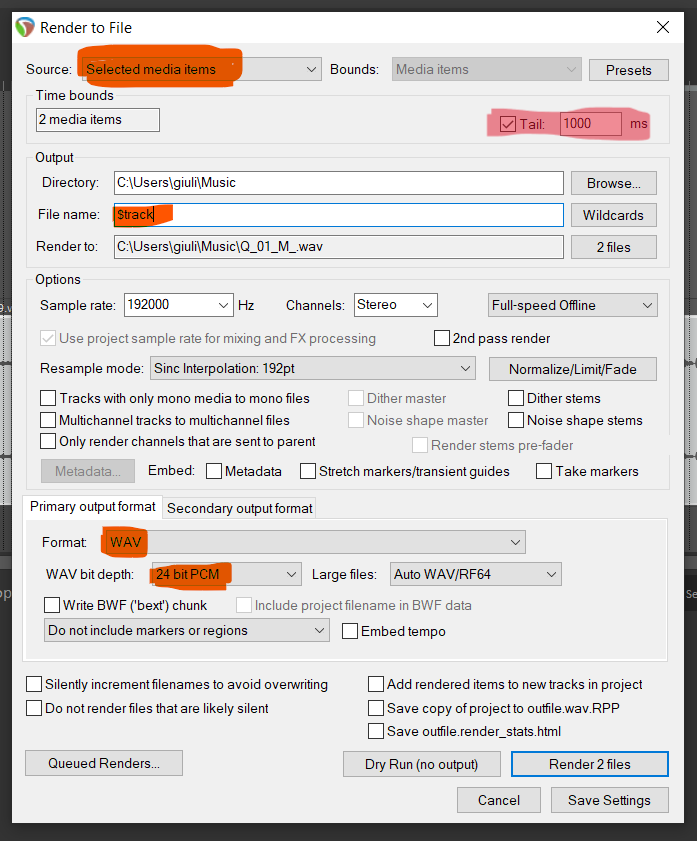 Render to File
Source: Selected media items Bounds: Media items Presets
Time bounds
2 media items Tail: 1000 ms
Output
Directory: C:\Users\giuli\Music Browse...
File name: $track Wildcards
Render to: C:\Users\giuli\Music\Q_01_M_.wav 2 files
Options
Sample rate: 192000 Hz Channels: Stereo Full-speed Offline
Use project sample rate for mixing and FX processing 2nd pass render
Resample mode: Sinc Interpolation: 192pt Normalize/Limit/Fade
Tracks with only mono media to mono files Dither master Dither stems
Multichannel tracks to multichannel files Noise shape master Noise shape stems
Only render channels that are sent to parent Render stems pre-fader
Metadata... Embed: Metadata Stretch markers/transient guides Take markers
Primary output format Secondary output format
Format: WAV
WAV bit depth: 24 bit PCM Large files: Auto WAV/RF64
Write BWF ('bext') chunk Include project filename in BWF data
Do not include markers or regions Embed tempo
Silently increment filenames to avoid overwriting Add rendered items to new tracks in project
Do not render files that are likely silent Save copy of project to outfile.wav.RPP
Save outfile.render_stats.html
Queued Renders... Dry Run (no output) Render 2 files
Cancel Save Settings